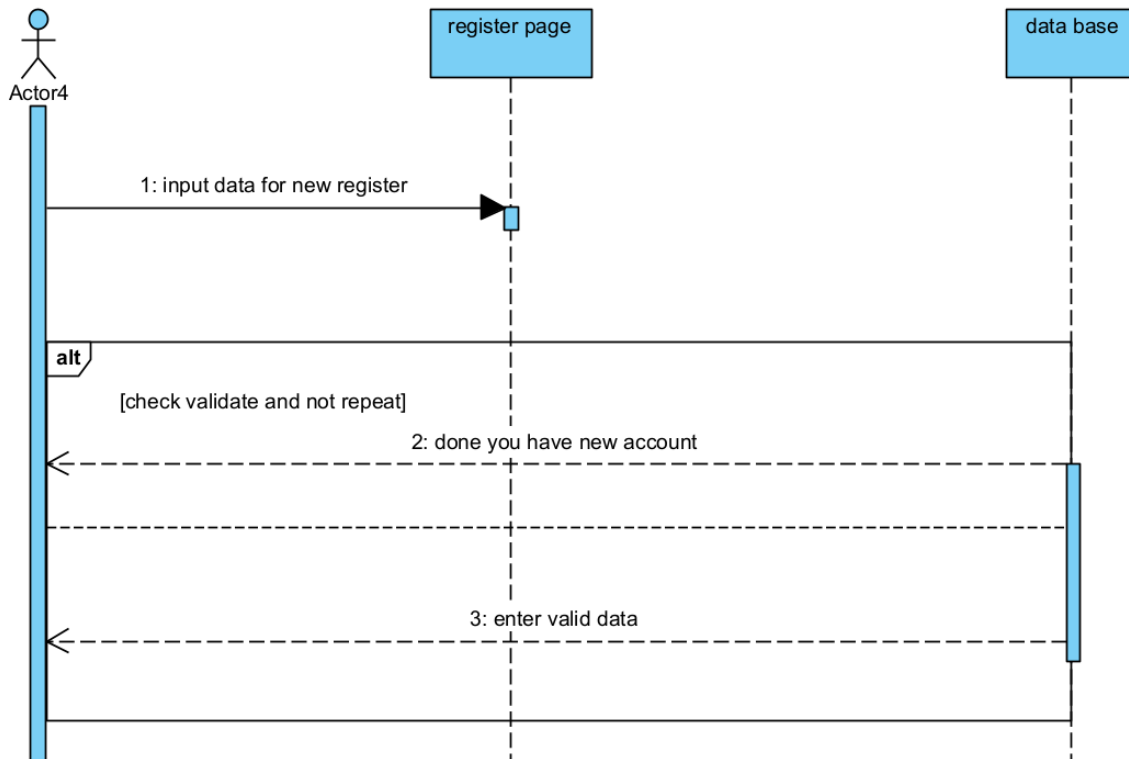 register page
data base
Actor4
1: input data for new register
alt
[check validate and not repeat]
2: done you have new account
3: enter valid data